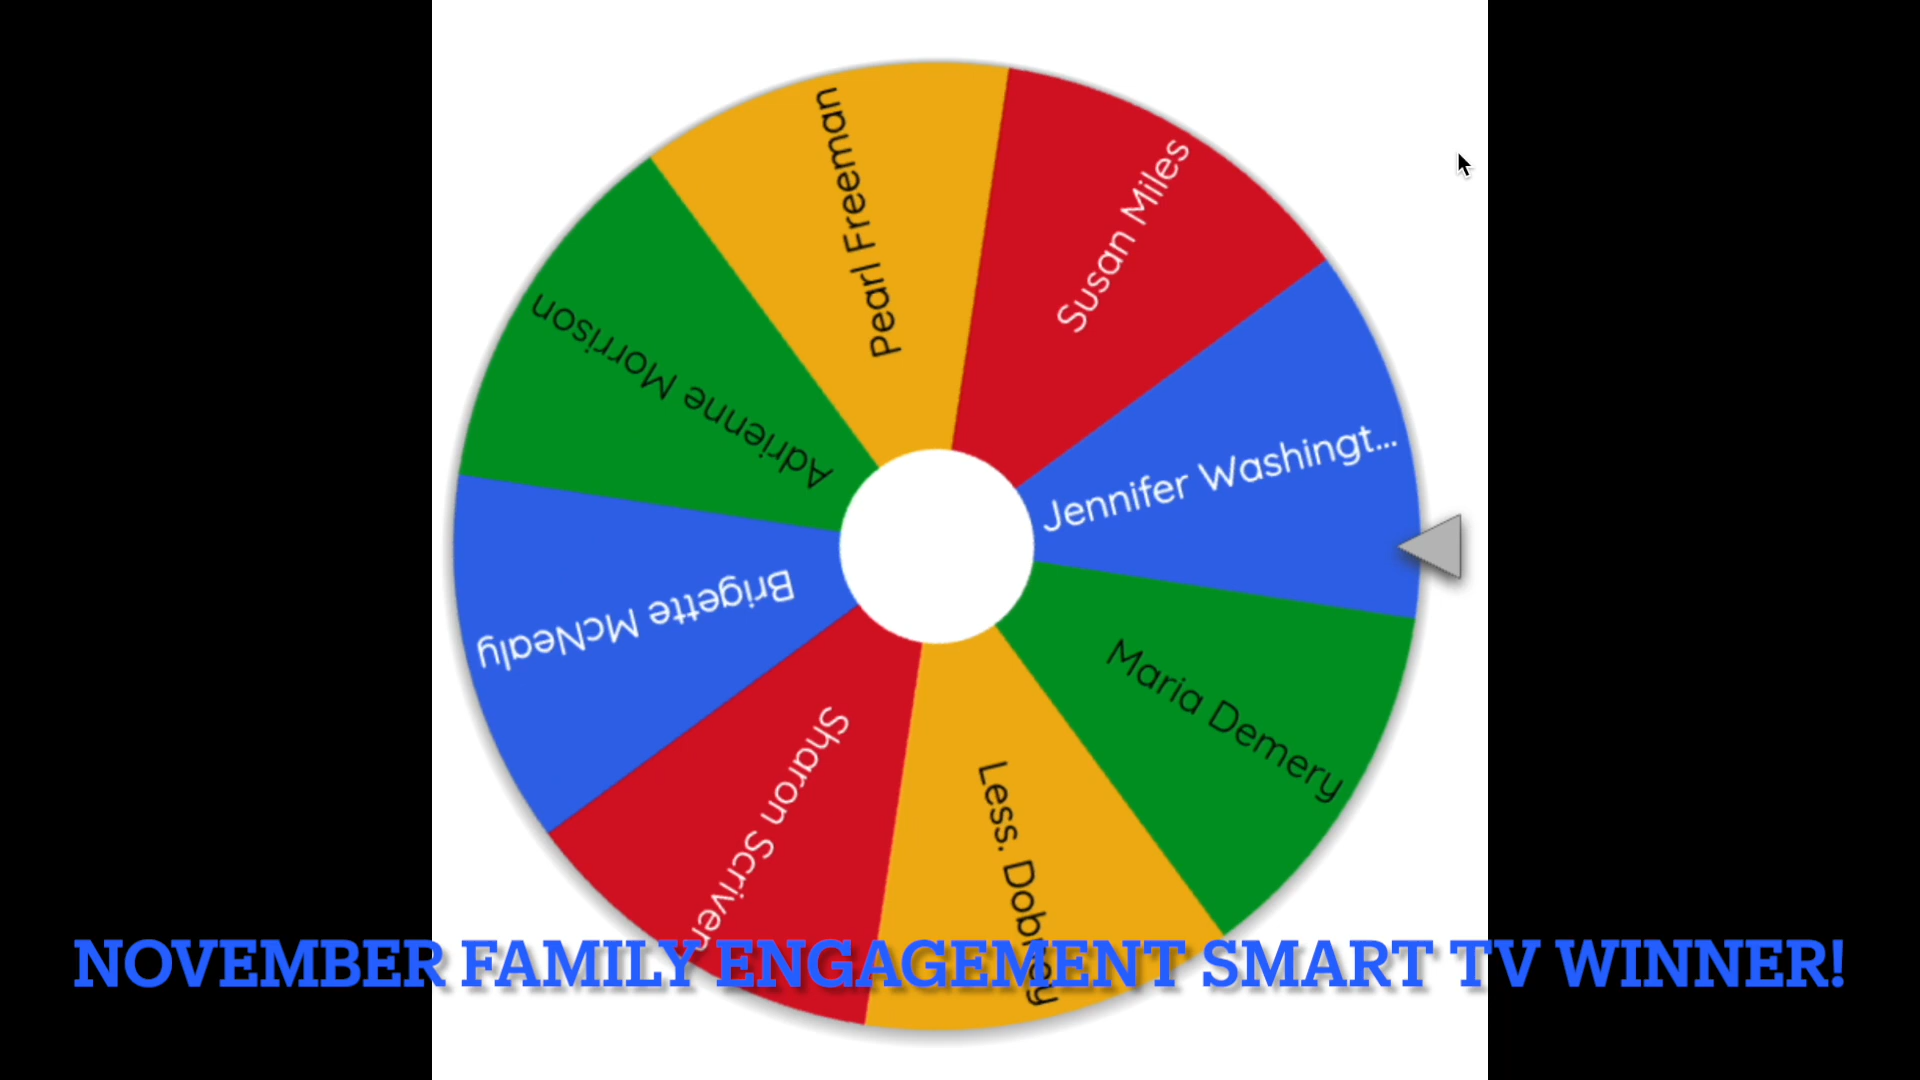 Pearl Freeman
Susan Miles
Adrienne Morrison
Jennifer Washingt...
Brigette McNealy
Maria Demery
Sharon Scriven
Less.
NOVEMBER FAMILY ENGAGEMENT SMART TV WINNER!